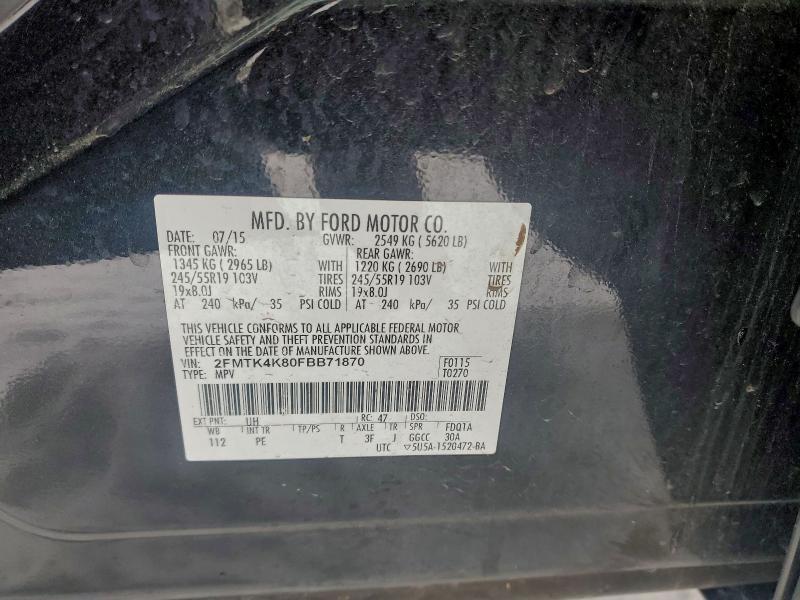 MFD. BY FORD MOTOR CO.
DATE: 07/15 GVWR: 2549 KG ( 5620 LB)
FRONT GAWR: REAR GAWR:
1345 KG ( 2965 LB) WITH 1220 KG ( 2690 LB) WITH
245/55R19 103V TIRES 245/55R19 103V TIRES
19x8.0J RIMS 19x8.0J RIMS
AT 240 kPa/ 35 PSI COLD AT 240 kPa/ 35 PSI COLD
THIS VEHICLE CONFORMS TO ALL APPLICABLE FEDERAL MOTOR
VEHICLE SAFETY AND THEFT PREVENTION STANDARDS IN
EFFECT ON THE DATE OF MANUFACTURE SHOWN ABOVE.
VIN: 2FMTK4K80FBB71870 F0115
TYPE: MPV T0270
EXT PNT: UH RC: 47 DSO:
WB INT TR TP/PS R AXLE TR SPR FDQ1A
112 PE T 3F J GGCC 30A
UTC ▽5U5A-1520472-BA